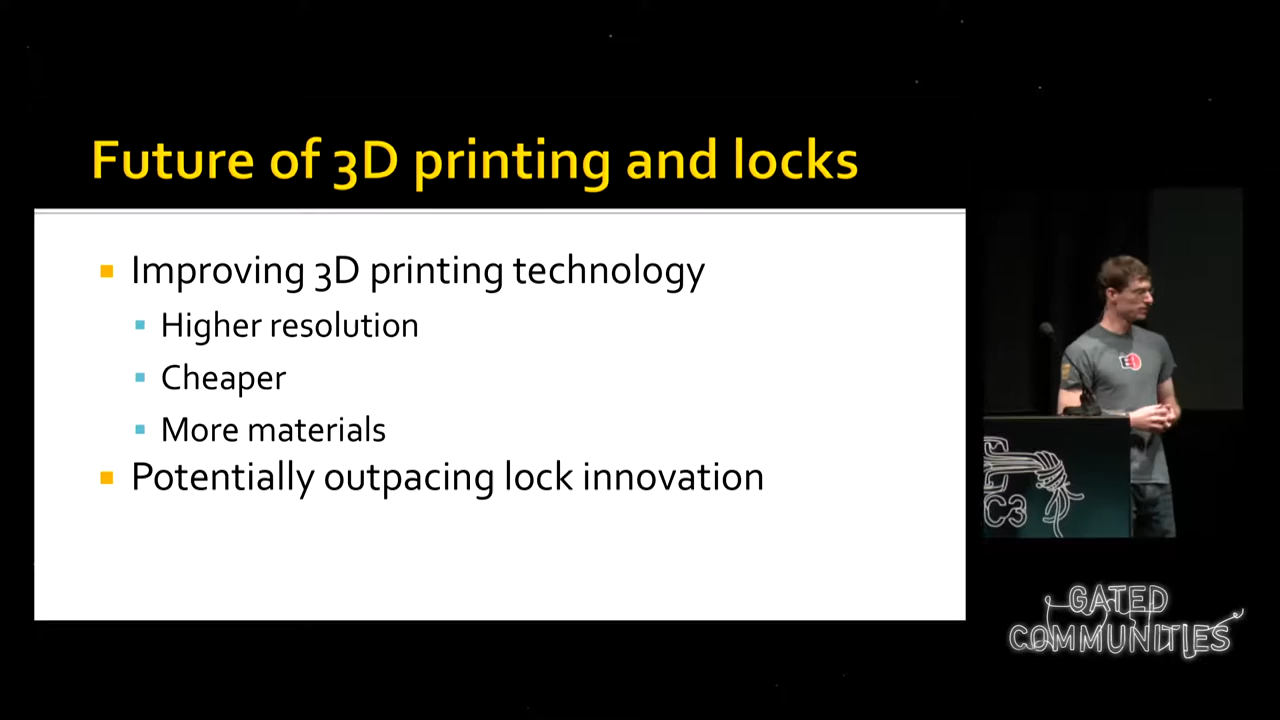 Future of 3D printing and locks
Improving 3D printing technology
Higher resolution
Cheaper
More materials
Potentially outpacing lock innovation
C3
GATED
COMMUNITIES